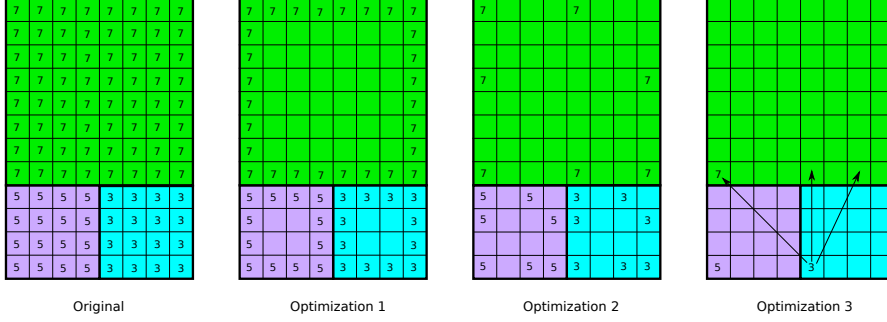 7 7 7 7 7 7 7 7 7 7 7 7 7 7 7 7 7 7
7 7 7 7 7 7 7 7 7 7
7 7 7 7 7 7 7 7 7 7
7 7 7 7 7 7 7 7 7 7 7 7
7 7 7 7 7 7 7 7 7 7
7 7 7 7 7 7 7 7 7 7
7 7 7 7 7 7 7 7 7 7
7 7 7 7 7 7 7 7 7 7 7 7 7 7 7 7 7 7 7 7
5 5 5 5 3 3 3 3 5 5 5 5 3 3 3 3 5 5 5 3 3
5 5 5 5 3 3 3 3 5 5 3 3 5 5 3 3
5 5 5 5 3 3 3 3 5 5 3 3
5 5 5 5 3 3 3 3 5 5 5 5 3 3 3 3 5 5 5 3 3 3 5 3
Original Optimization 1 Optimization 2 Optimization 3